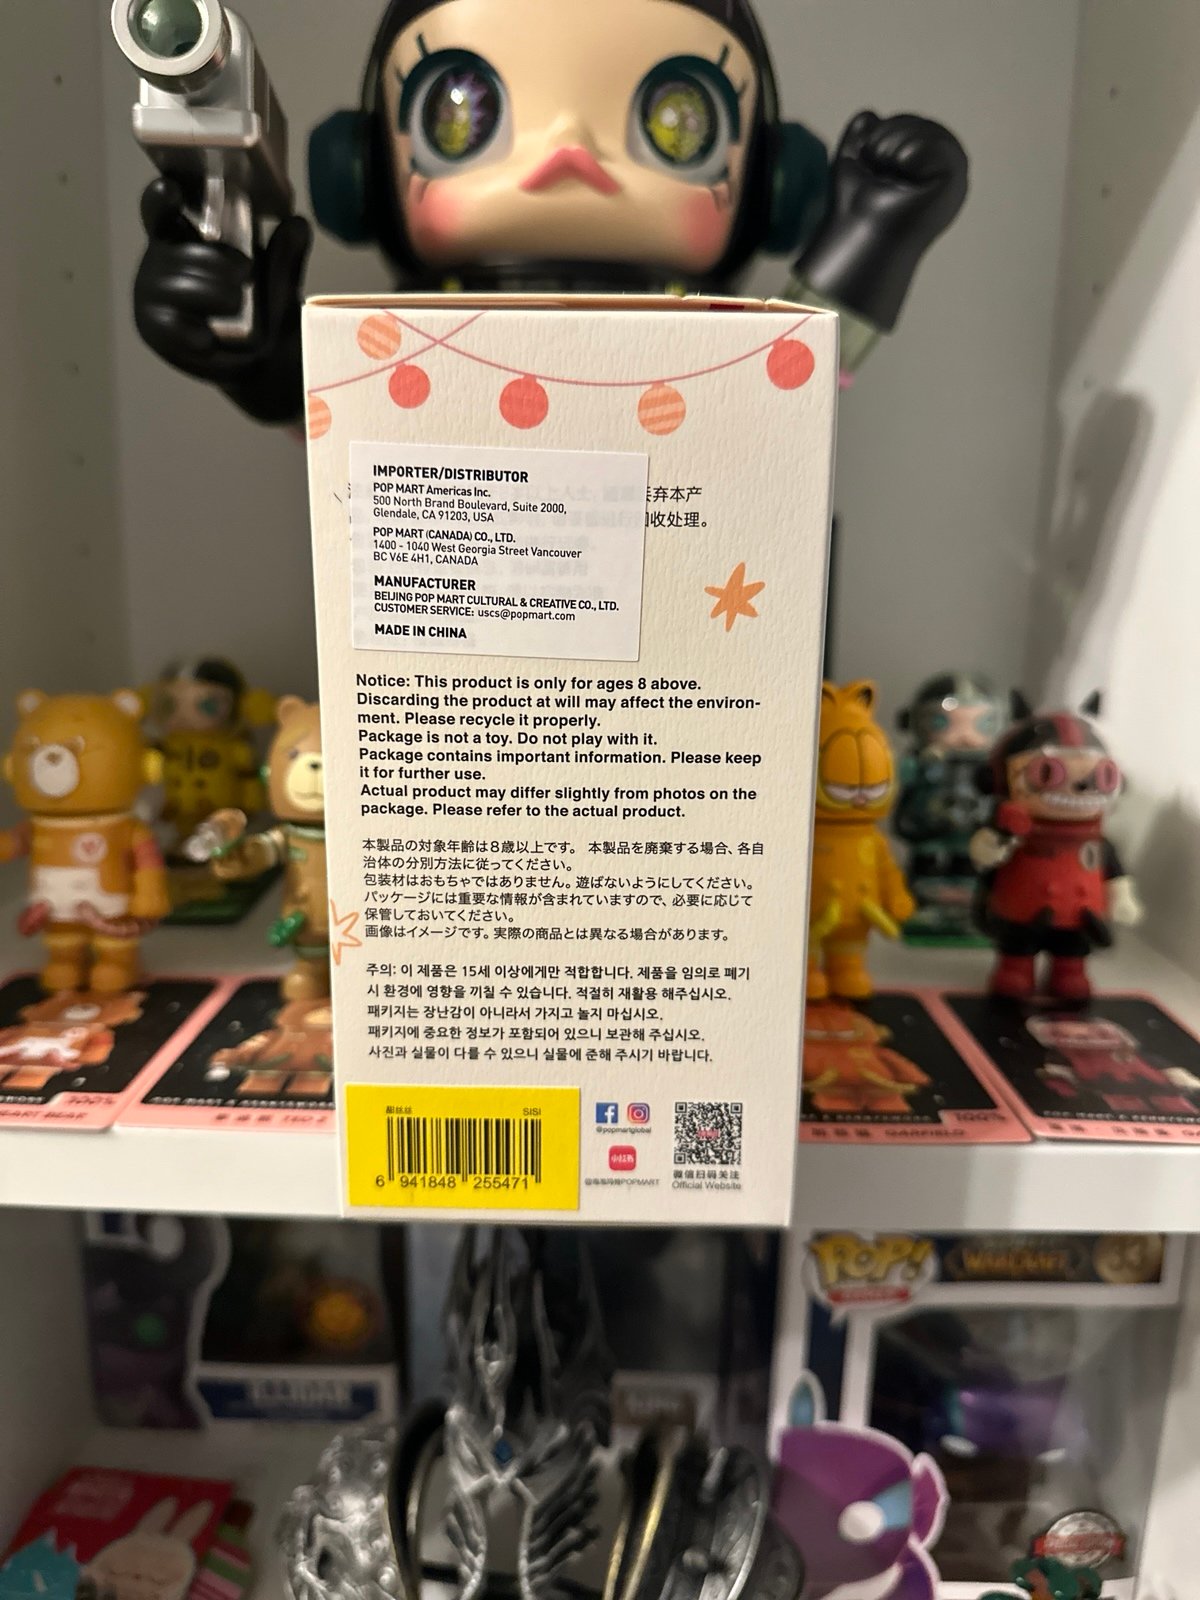 IMPORTER/DISTRIBUTOR
POP MART Americas Inc.
500 North Brand Boulevard, Suite 2000,
Glendale, CA 91203, USA
POP MART (CANADA) CO., LTD.
1400 - 1040 West Georgia Street Vancouver
BC V6E 4H1, CANADA
MANUFACTURER
BEIJING POP MART CULTURAL & CREATIVE CO., LTD.
CUSTOMER SERVICE: uscs@popmart.com
MADE IN CHINA
弃本产
收处理。
Notice: This product is only for ages 8 above.
Discarding the product at will may affect the environ-
ment. Please recycle it properly.
Package is not a toy. Do not play with it.
Package contains important information. Please keep
it for further use.
Actual product may differ slightly from photos on the
package. Please refer to the actual product.
本製品の対象年齢は8歳以上です。 本製品を廃棄する場合、各自
治体の分別方法に従ってください。
包装材はおもちゃではありません。遊ばないようにしてください。
パッケージには重要な情報が含まれていますので、必要に応じて
保管しておいてください。
画像はイメージです。実際の商品とは異なる場合があります。
주의: 이 제품은 15세 이상에게만 적합합니다. 제품을 임의로 폐기
시 환경에 영향을 끼칠 수 있습니다. 적절히 재활용 해주십시오.
패키지는 장난감이 아니라서 가지고 놀지 마십시오.
패키지에 중요한 정보가 포함되어 있으니 보관해 주십시오.
사진과 실물이 다를 수 있으니 실물에 준해 주시기 바랍니다.
甜丝丝 SISI
6 941848 255471
@popmartglobal
小红书
POPMART
微信扫码关注
Official Website
POP!
WARCRAFT
33
GARFIELD